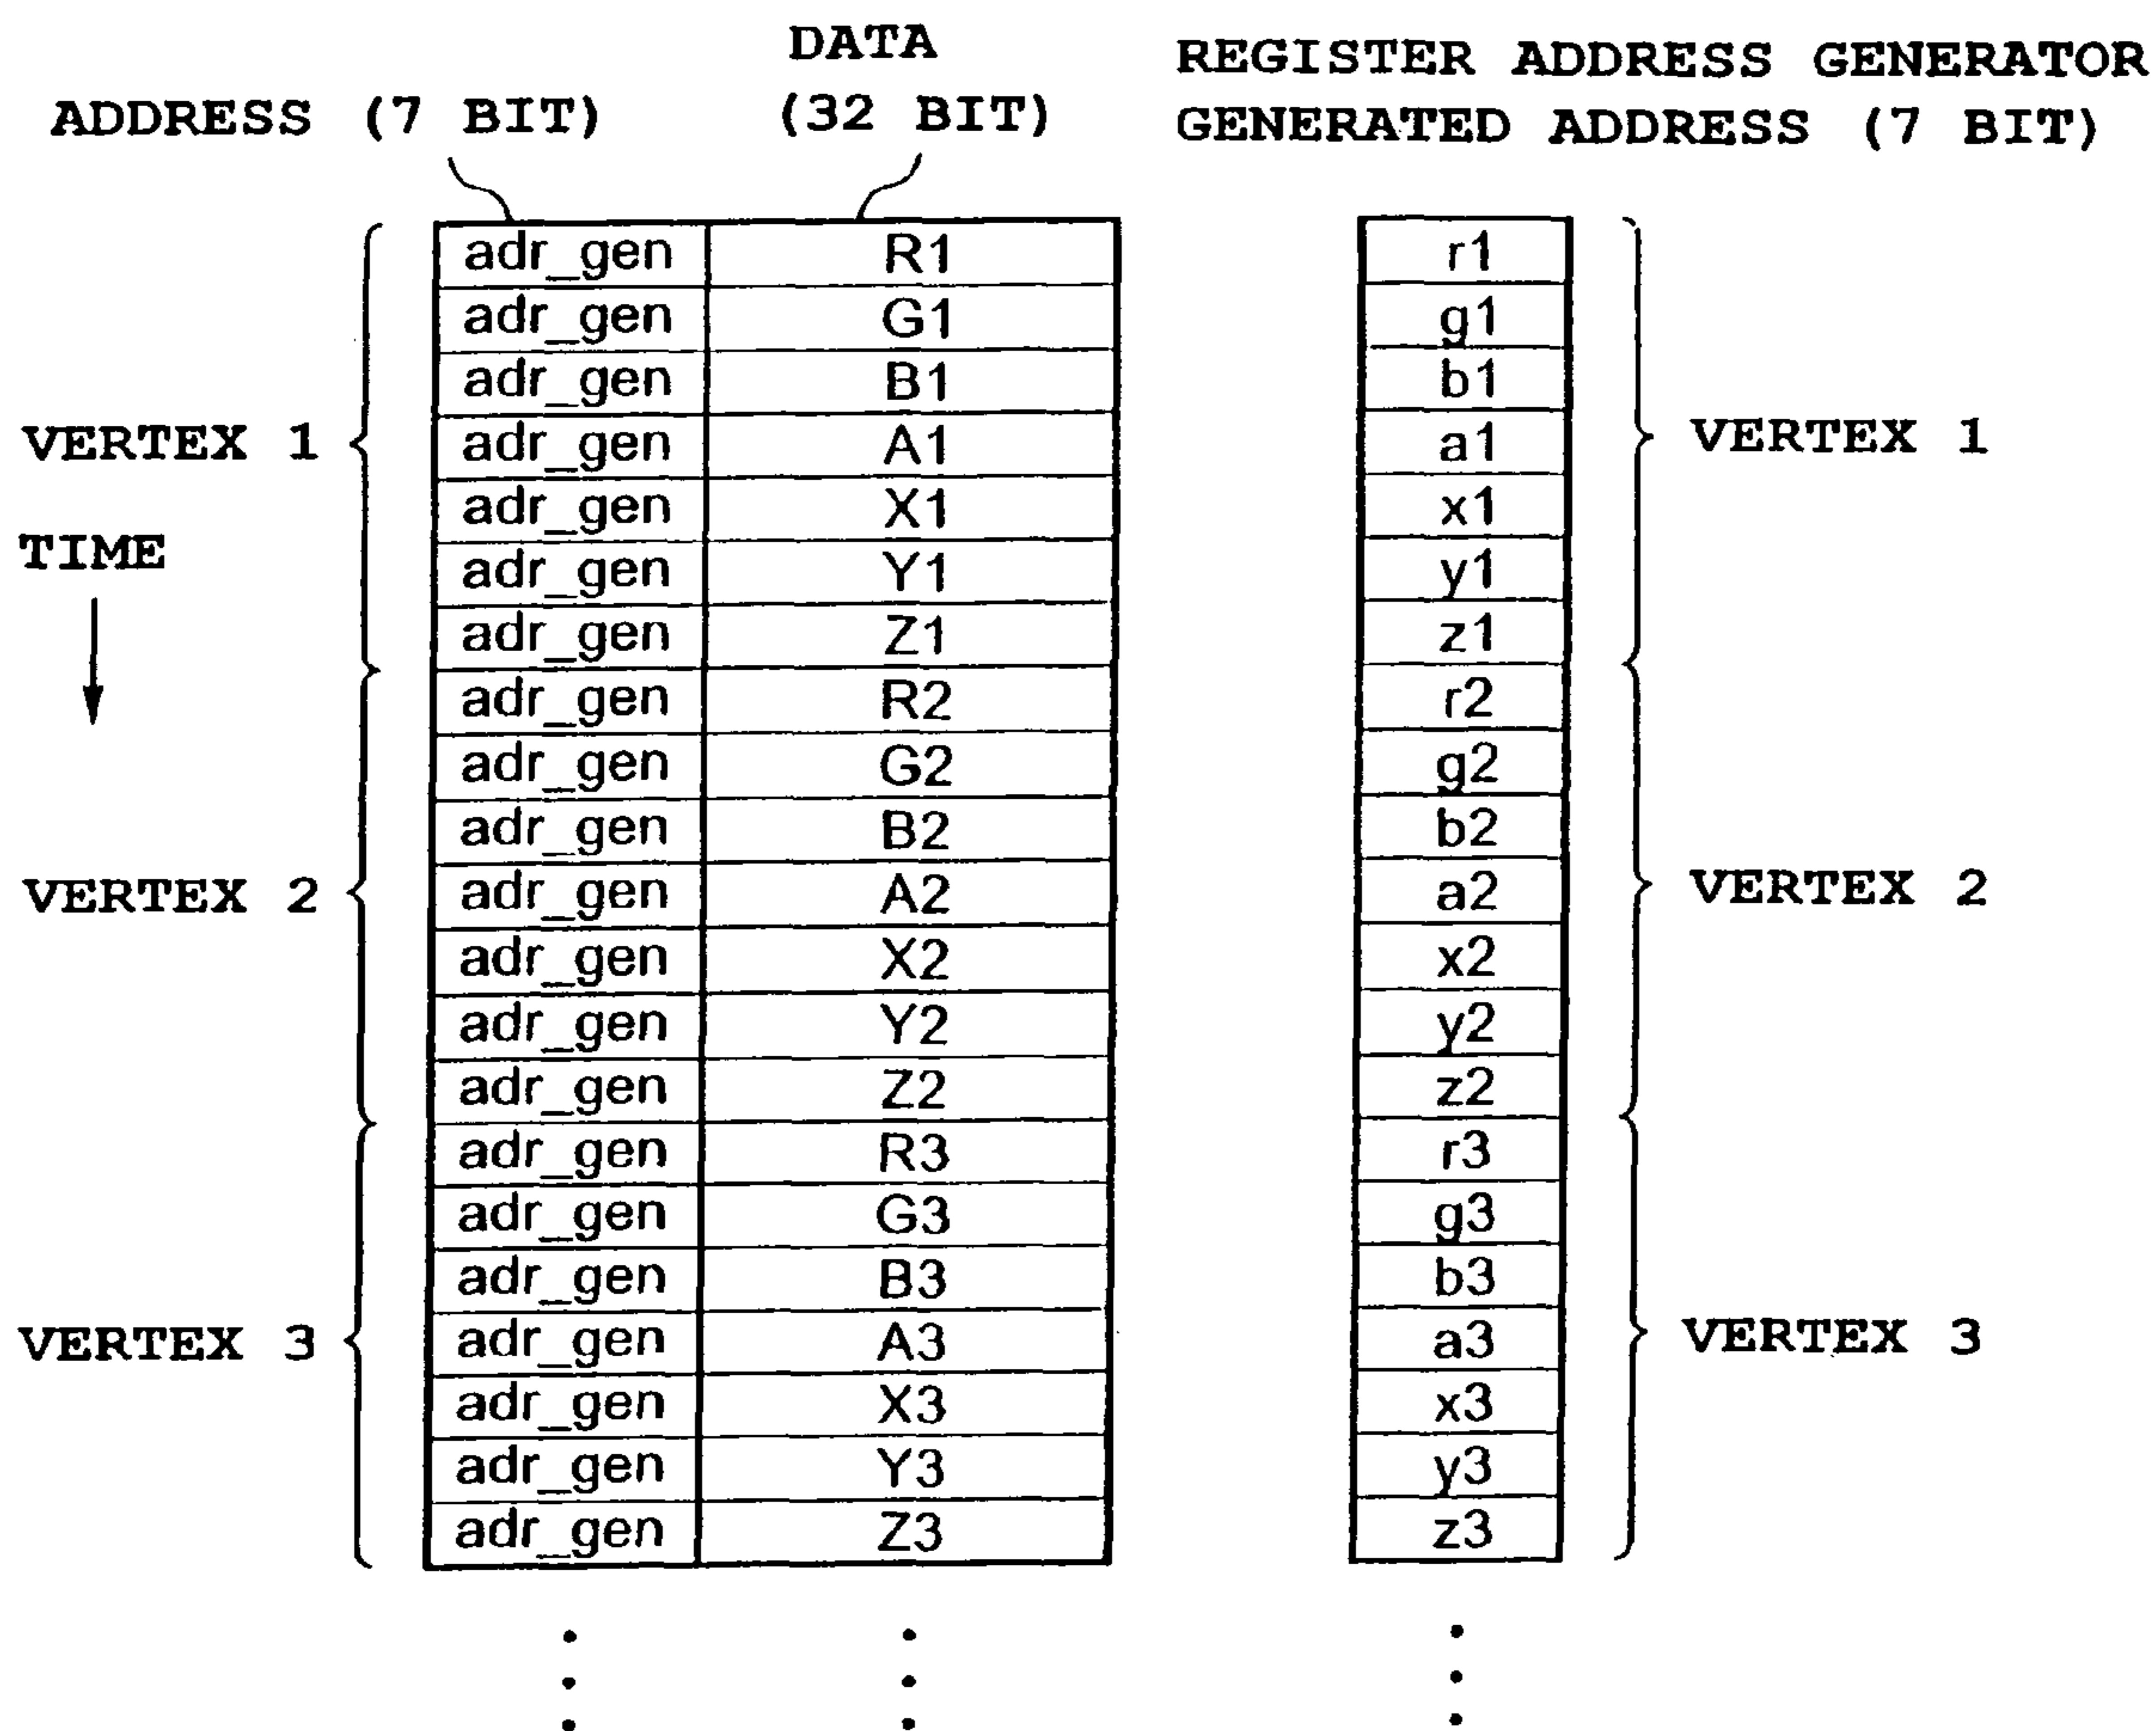 DATA
(32 BIT)
ADDRESS (7 BIT)
REGISTER ADDRESS GENERATOR
GENERATED ADDRESS (7 BIT)
adr_gen R1 r1
adr_gen G1 g1
adr_gen B1 b1
VERTEX 1 adr_gen A1 a1 VERTEX 1
adr_gen X1 x1
TIME adr_gen Y1 y1
adr_gen Z1 z1
adr_gen R2 r2
adr_gen G2 g2
adr_gen B2 b2
VERTEX 2 adr_gen A2 a2 VERTEX 2
adr_gen X2 x2
adr_gen Y2 y2
adr_gen Z2 z2
adr_gen R3 r3
adr_gen G3 g3
adr_gen B3 b3
VERTEX 3 adr_gen A3 a3 VERTEX 3
adr_gen X3 x3
adr_gen Y3 y3
adr_gen Z3 z3